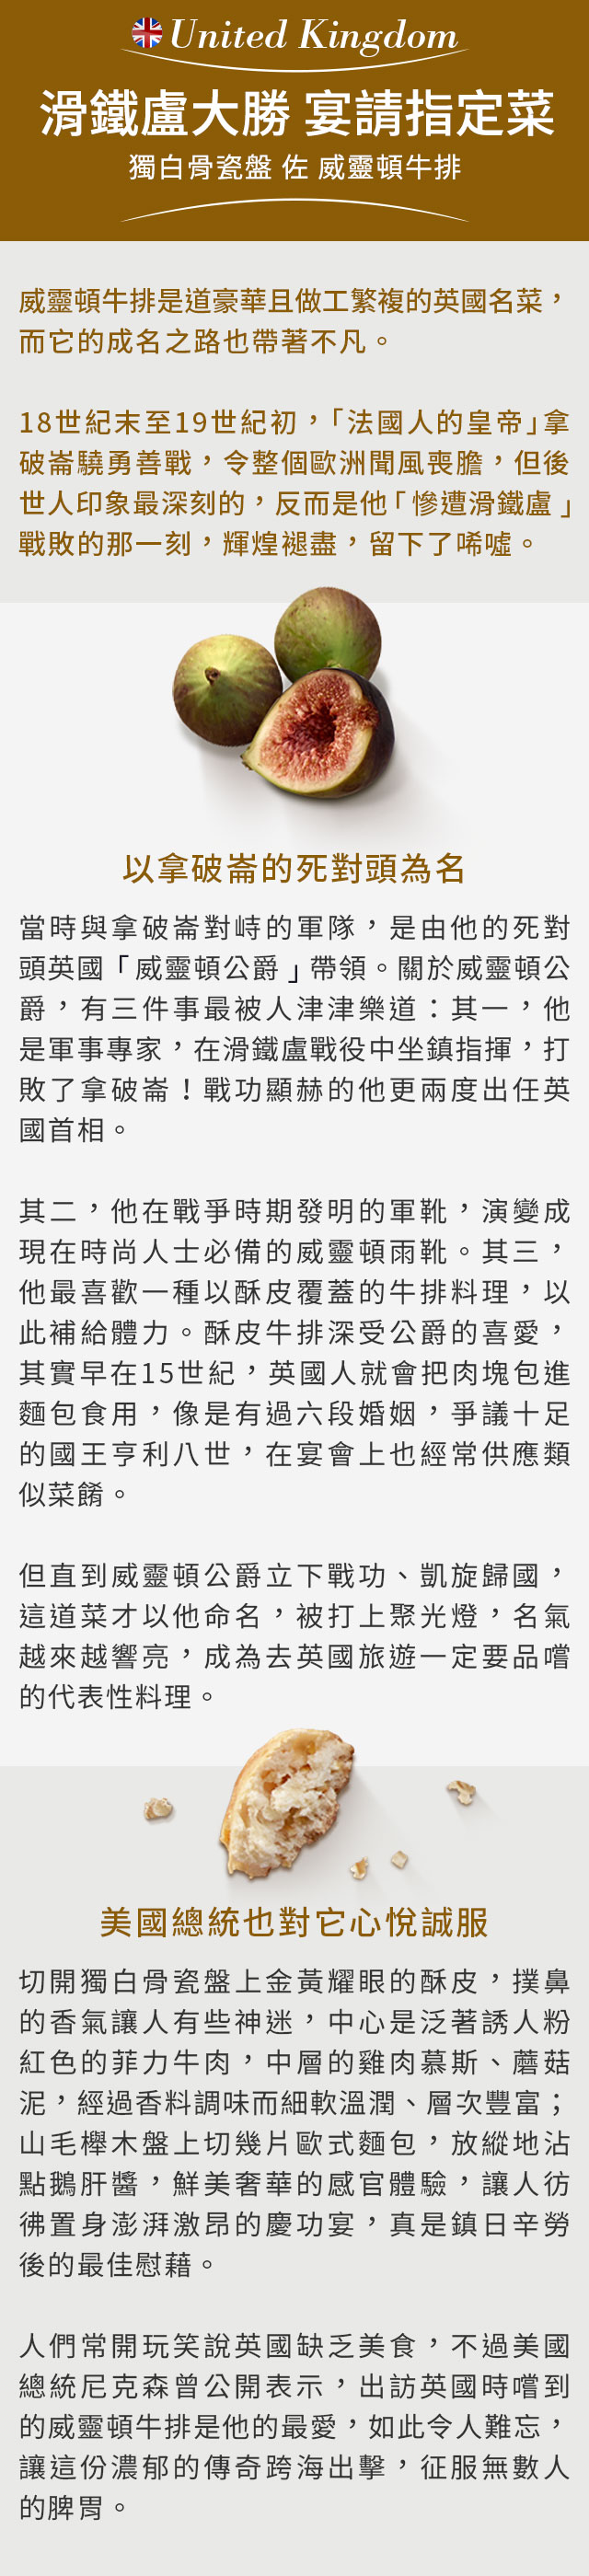 United Kingdom
滑鐵盧大勝 宴請指定菜
獨白骨瓷盤 佐 威靈頓牛排
威靈頓牛排是道豪華且做工繁複的英國名菜，
而它的成名之路也帶著不凡。
18世紀末至19世紀初，「法國人的皇帝」拿
破崙驍勇善戰，令整個歐洲聞風喪膽，但後
世人印象最深刻的，反而是他「慘遭滑鐵盧」
戰敗的那一刻，輝煌褪盡，留下了唏噓。
以拿破崙的死對頭為名
當時與拿破崙對峙的軍隊，是由他的死對
頭英國「威靈頓公爵」帶領。關於威靈頓公
爵，有三件事最被人津津樂道：其一，他
是軍事專家，在滑鐵盧戰役中坐鎮指揮，打
敗了拿破崙！戰功顯赫的他更兩度出任英
國首相。
其二，他在戰爭時期發明的軍靴，演變成
現在時尚人士必備的威靈頓雨靴。其三，
他最喜歡一種以酥皮覆蓋的牛排料理，以
此補給體力。酥皮牛排深受公爵的喜愛，
其實早在15世紀，英國人就會把肉塊包進
麵包食用，像是有過六段婚姻，爭議十足
的國王亨利八世，在宴會上也經常供應類
似菜餚。
但直到威靈頓公爵立下戰功、凱旋歸國，
這道菜才以他命名，被打上聚光燈，名氣
越來越響亮，成為去英國旅遊一定要品嚐
的代表性料理。
美國總統也對它心悅誠服
切開獨白骨瓷盤上金黃耀眼的酥皮，撲鼻
的香氣讓人有些神迷，中心是泛著誘人粉
紅色的菲力牛肉，中層的雞肉慕斯、蘑菇
泥，經過香料調味而細軟溫潤、層次豐富；
山毛櫸木盤上切幾片歐式麵包，放縱地沾
點鵝肝醬，鮮美奢華的感官體驗，讓人彷
彿置身澎湃激昂的慶功宴，真是鎮日辛勞
後的最佳慰藉。
人們常開玩笑說英國缺乏美食，不過美國
總統尼克森曾公開表示，出訪英國時嚐到
的威靈頓牛排是他的最愛，如此令人難忘，
讓這份濃郁的傳奇跨海出擊，征服無數人
的脾胃。